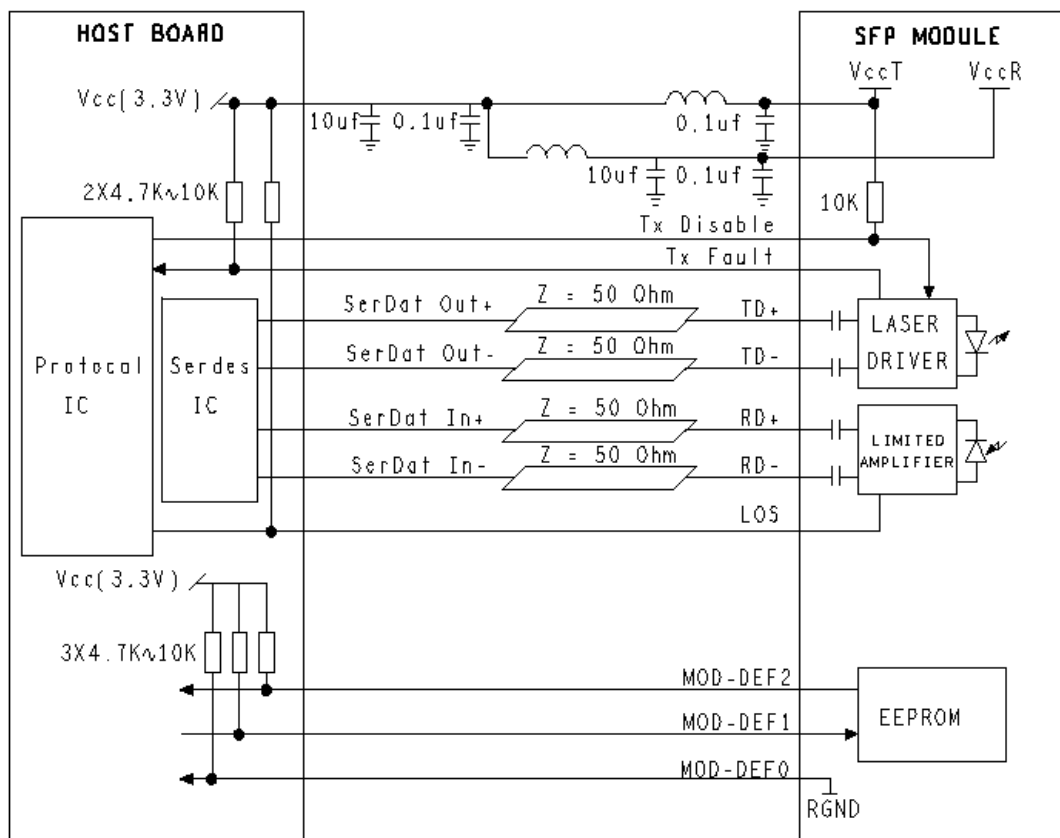 HOST BOARD
SFP MODULE
VccT
VccR
Vcc(3.3V)
10uf
0.1uf
0.1uf
10uf
0.1uf
2X4.7K~10K
10K
Tx Disable
Tx Fault
SerDat Out+
Z = 50 Ohm
TD+
SerDat Out-
Z = 50 Ohm
TD-
LASER
DRIVER
Protocal
IC
Serdes
IC
SerDat In+
Z = 50 Ohm
RD+
SerDat In-
Z = 50 Ohm
RD-
LIMITED
AMPLIFIER
LOS
Vcc(3.3V)
3X4.7K~10K
MOD-DEF2
MOD-DEF1
EEPROM
MOD-DEF0
RGND